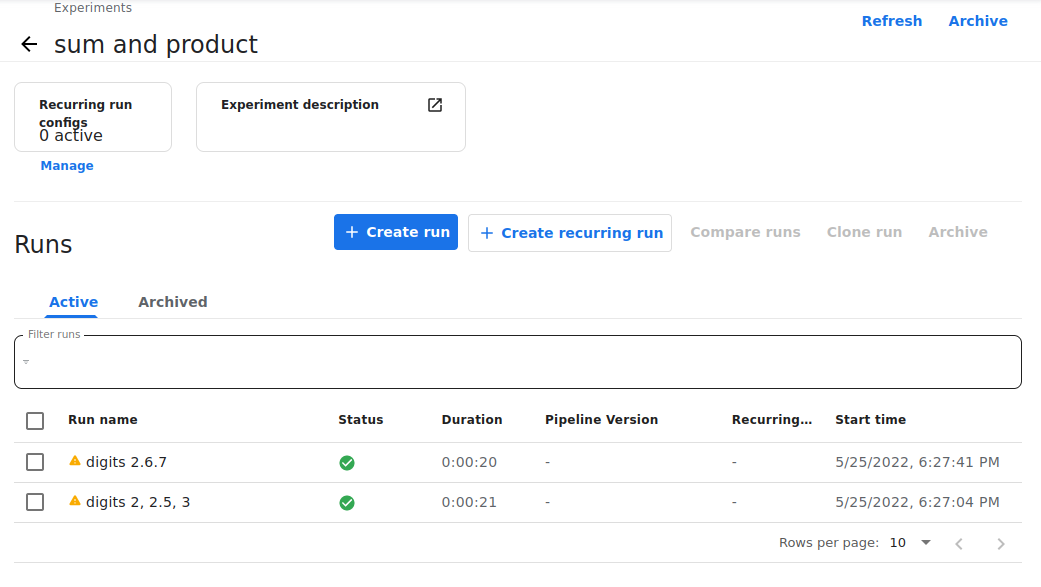 Experiments
Refresh Archive
sum and product
Recurring run
configs
0 active
Experiment description
Manage
Runs
Create run
Create recurring run
Compare runs
Clone run
Archive
Active Archived
Filter runs
Run name Status Duration Pipeline Version Recurring... Start time
digits 2.6.7 0:00:20 - - 5/25/2022, 6:27:41 PM
digits 2, 2.5, 3 0:00:21 - - 5/25/2022, 6:27:04 PM
Rows per page: 10